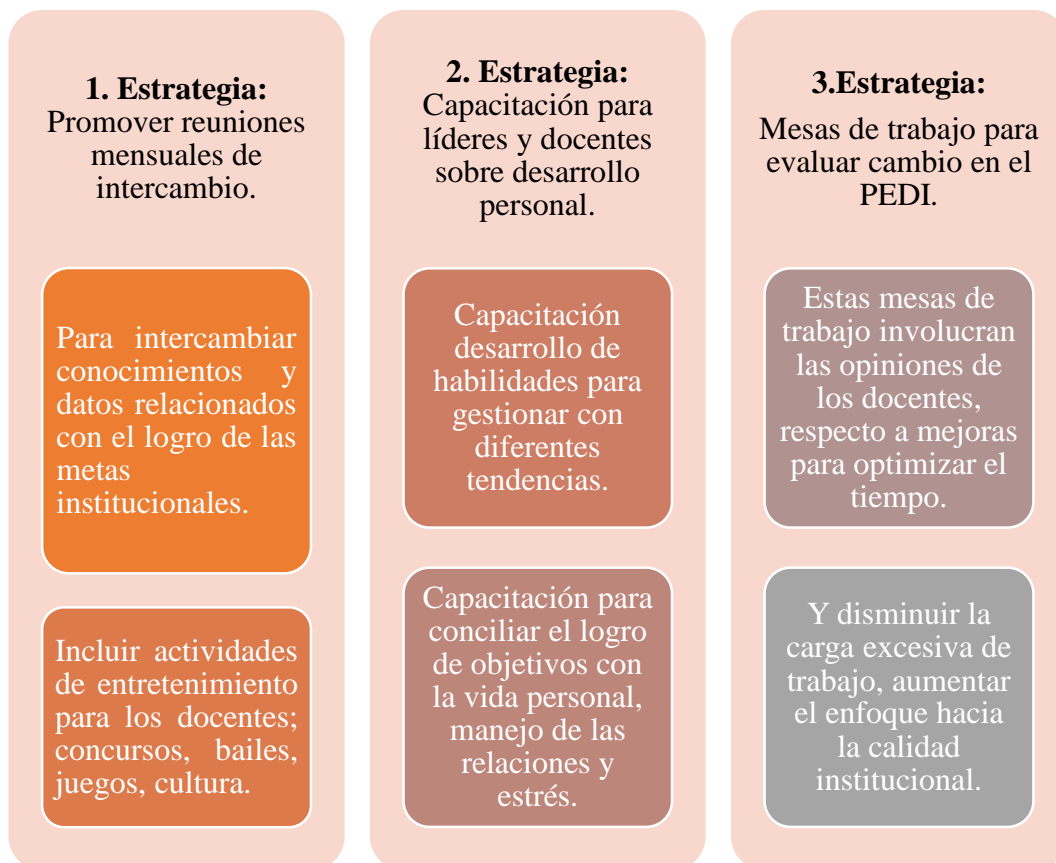 1. Estrategia:
Promover reuniones
mensuales de
intercambio.
Para intercambiar
conocimientos y
datos relacionados
con el logro de las
metas
institucionales.
Incluir actividades
de entretenimiento
para los docentes;
concursos, bailes,
juegos, cultura.
2. Estrategia:
Capacitación para
líderes y docentes
sobre desarrollo
personal.
Capacitación
desarrollo de
habilidades para
gestionar con
diferentes
tendencias.
Capacitación para
conciliar el logro
de objetivos con
la vida personal,
manejo de las
relaciones y
estrés.
3.Estrategia:
Mesas de trabajo para
evaluar cambio en el
PEDI.
Estas mesas de
trabajo involucran
las opiniones de
los docentes,
respecto a mejoras
para optimizar el
tiempo.
Y disminuir la
carga excesiva de
trabajo, aumentar
el enfoque hacia
la calidad
institucional.